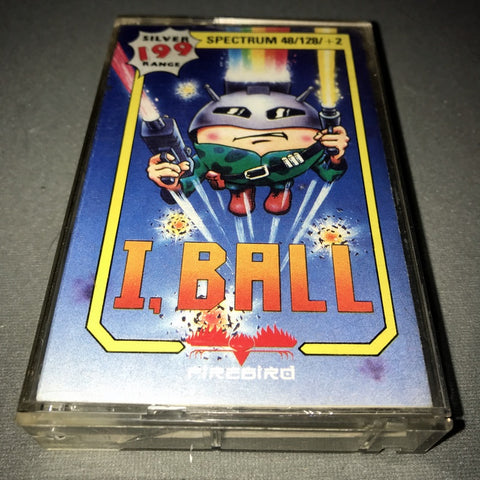 SILVER
199
RANGE
SPECTRUM 48/128/+2
I, BALL
FIREBIRD